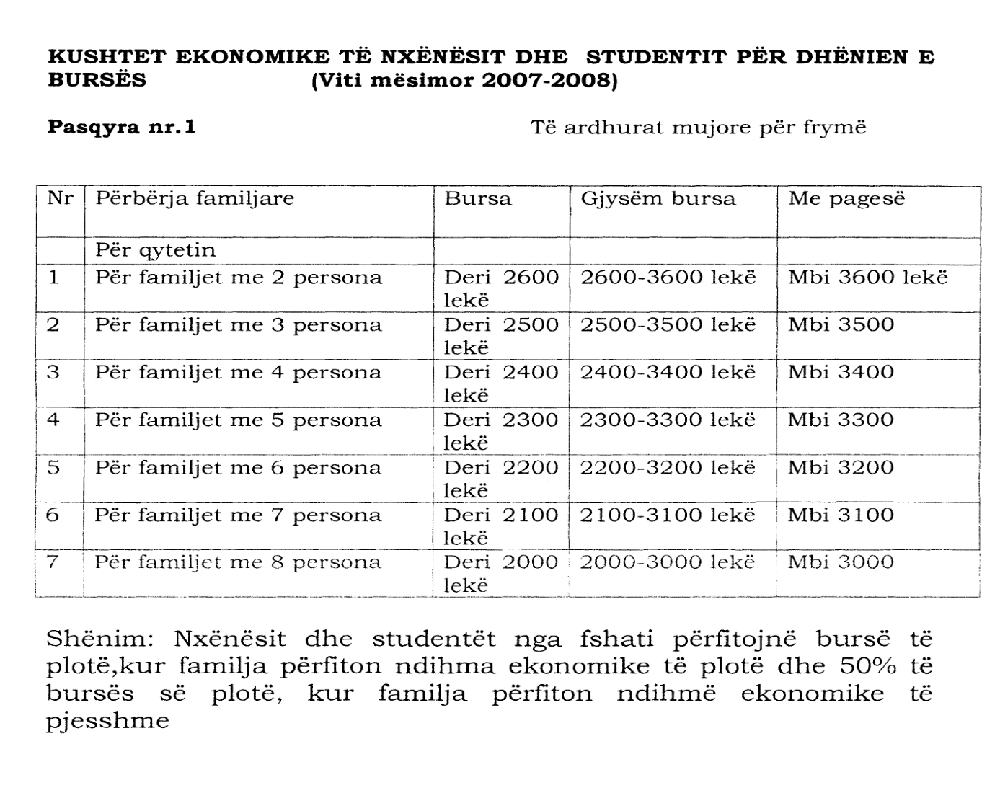 KUSHTET EKONOMIKE TË NXËNËSIT DHE STUDENTIT PËR DHËNIEN E
BURSËS (Viti mësimor 2007-2008)
Pasqyra nr.1 Të ardhurat mujore për frymë
Nr Përbërja familjare Bursa Gjysëm bursa Me pagesë
Për qytetin
1 Për familjet me 2 persona Deri 2600 2600-3600 lekë Mbi 3600 lekë
lekë
2 Për familjet me 3 persona Deri 2500 2500-3500 lekë Mbi 3500
lekë
3 Për familjet me 4 persona Deri 2400 2400-3400 lekë Mbi 3400
lekë
4 Për familjet me 5 persona Deri 2300 2300-3300 lekë Mbi 3300
lekë
5 Për familjet me 6 persona Deri 2200 2200-3200 lekë Mbi 3200
lekë
6 Për familjet me 7 persona Deri 2100 2100-3100 lekë Mbi 3100
lekë
7 Për familjet me 8 persona Deri 2000 2000-3000 lekë Mbi 3000
lekë
Shënim: Nxënësit dhe studentët nga fshati përfitojnë bursë të
plotë,kur familja përfiton ndihma ekonomike të plotë dhe 50% të
bursës së plotë, kur familja përfiton ndihmë ekonomike të
pjesshme